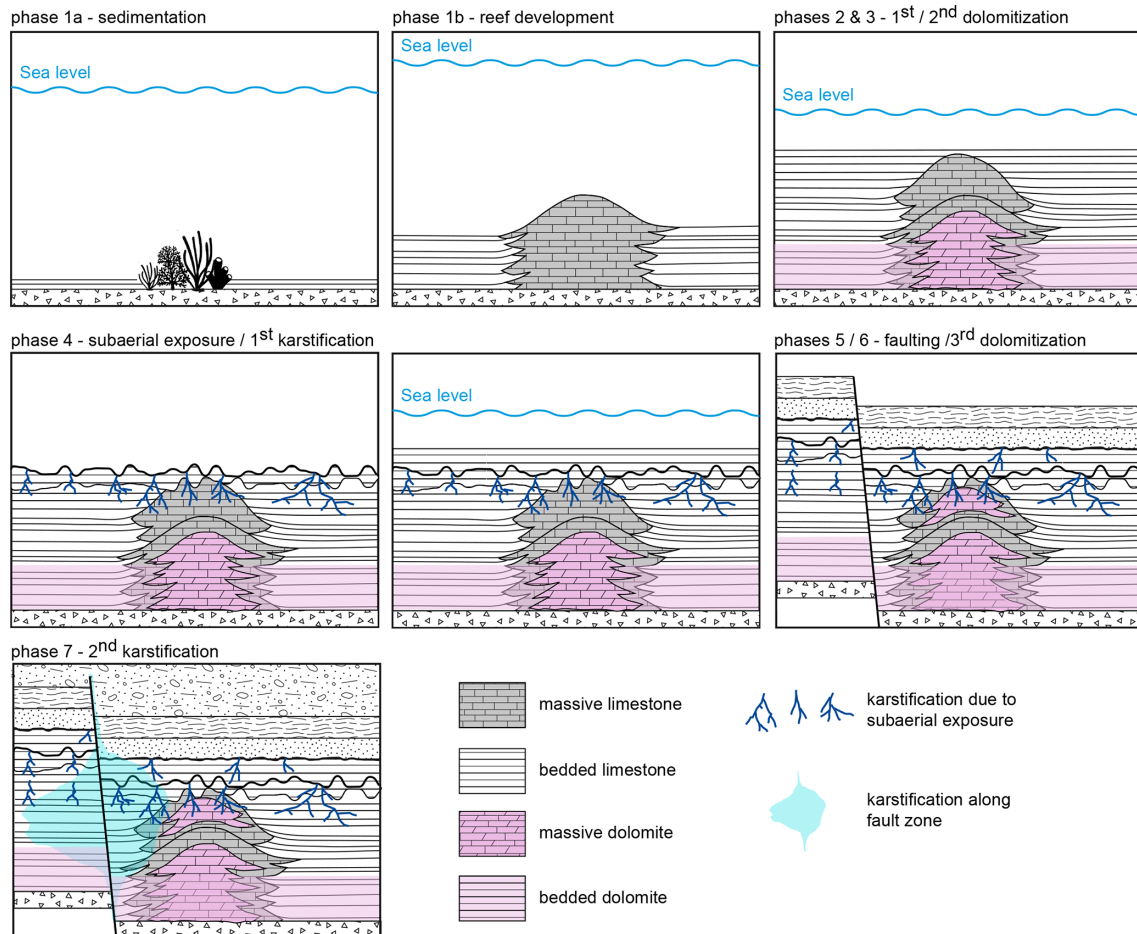 phase 1a - sedimentation
phase 1b - reef development
phases 2 & 3 - 1st / 2nd dolomitization
Sea level
Sea level
Sea level
phase 4 - subaerial exposure / 1st karstification
phases 5 / 6 - faulting /3rd dolomitization
Sea level
phase 7 - 2nd karstification
massive limestone
bedded limestone
massive dolomite
bedded dolomite
karstification due to
subaerial exposure
karstification along
fault zone